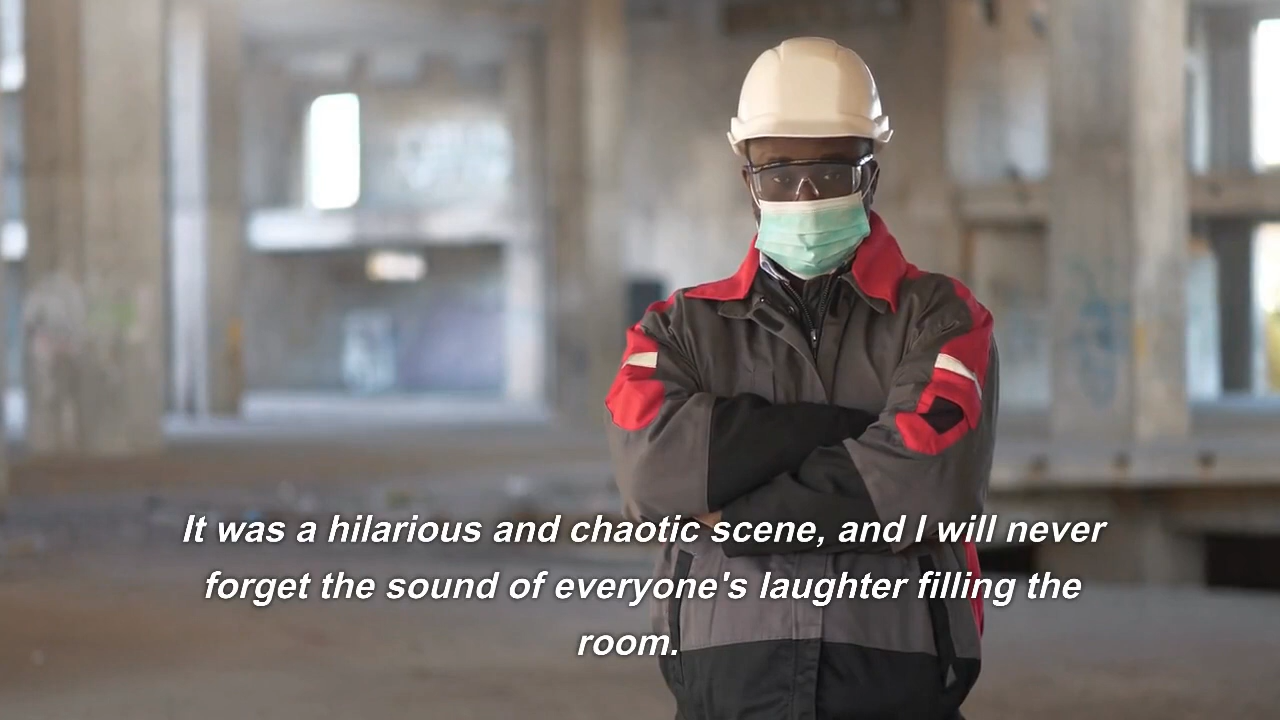 It was a hilarious and chaotic scene, and I will never
forget the sound of everyone's laughter filling the
room.